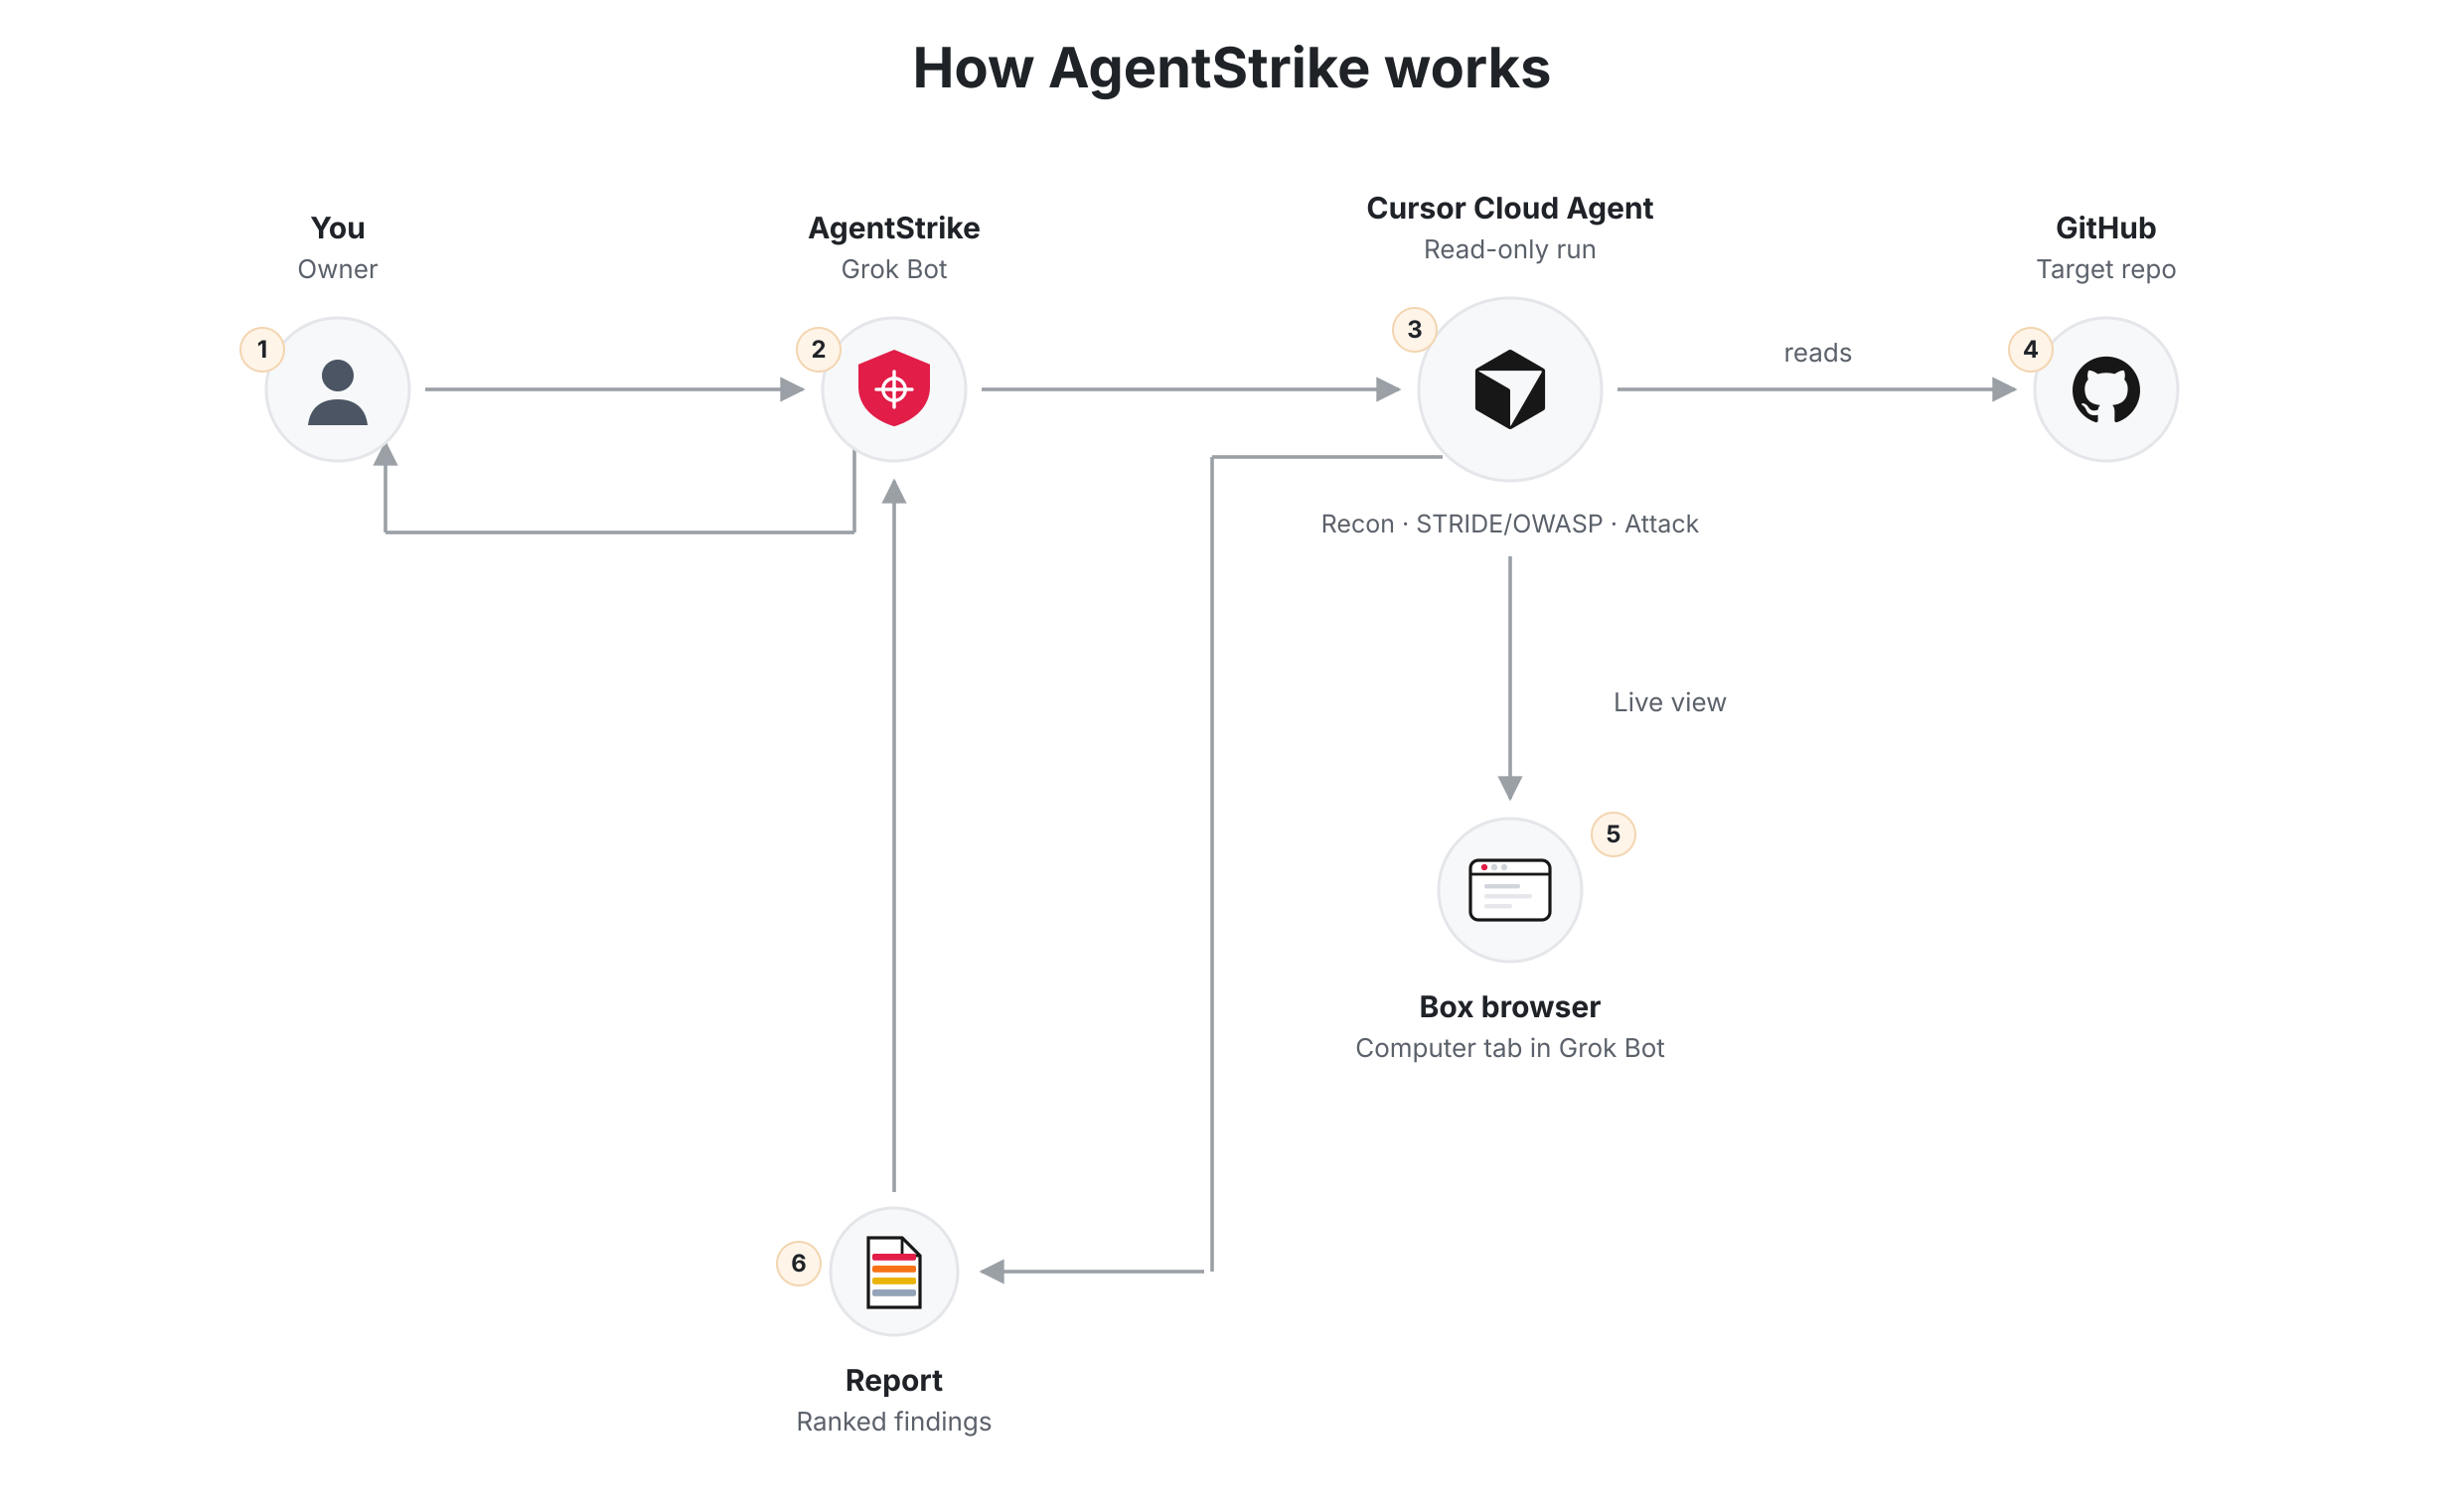 How AgentStrike works
You
Owner
1
AgentStrike
Grok Bot
2
Cursor Cloud Agent
Read-only run
3
Recon · STRIDE/OWASP · Attack
reads
GitHub
Target repo
4
Live view
5
Box browser
Computer tab in Grok Bot
6
Report
Ranked findings